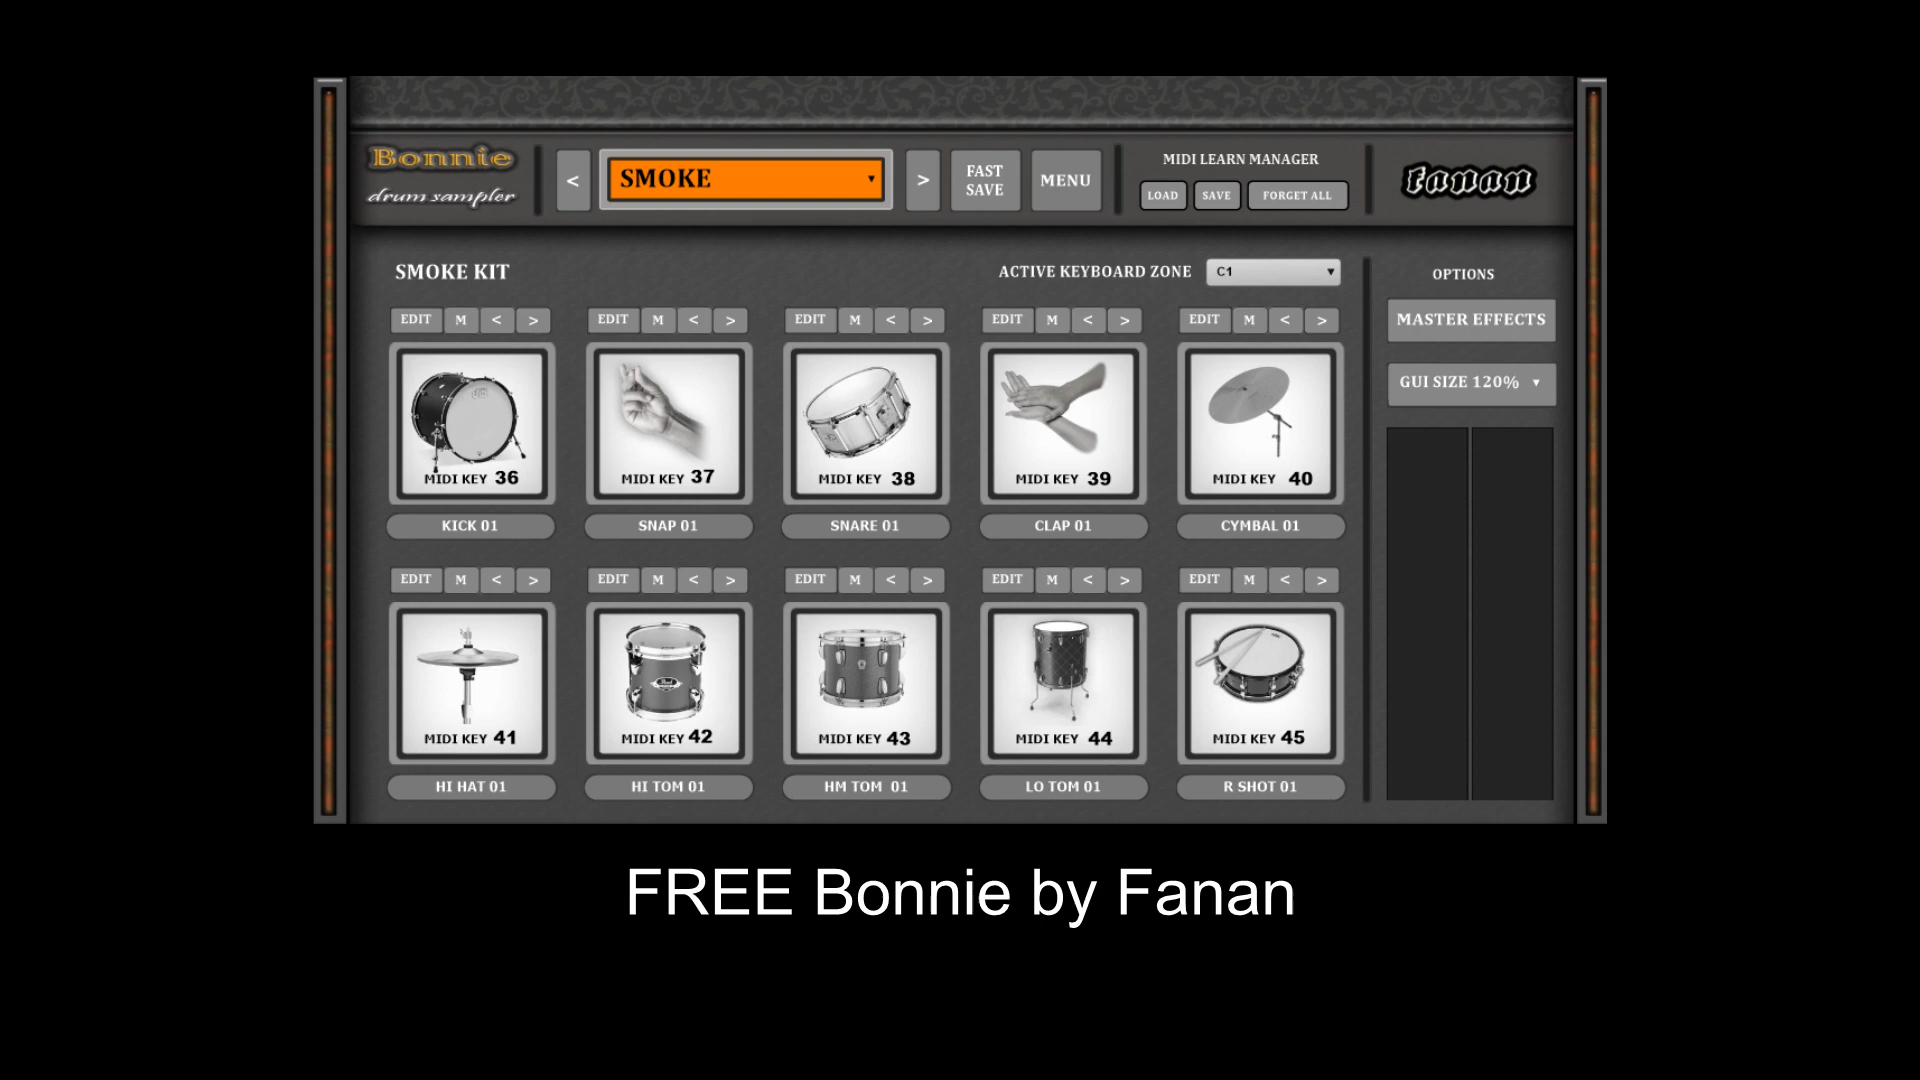 Bonnie
drum sampler
<
SMOKE
>
FAST
SAVE
MENU
MIDI LEARN MANAGER
LOAD SAVE FORGET ALL
fanan
SMOKE KIT
ACTIVE KEYBOARD ZONE
C1
OPTIONS
MASTER EFFECTS
GUI SIZE 120%
EDIT M < >
EDIT M < >
EDIT M < >
EDIT M < >
EDIT M < >
MIDI KEY 36
MIDI KEY 37
MIDI KEY 38
MIDI KEY 39
MIDI KEY 40
KICK 01
SNAP 01
SNARE 01
CLAP 01
CYMBAL 01
EDIT M < >
EDIT M < >
EDIT M < >
EDIT M < >
EDIT M < >
MIDI KEY 41
MIDI KEY 42
MIDI KEY 43
MIDI KEY 44
MIDI KEY 45
HI HAT 01
HI TOM 01
HM TOM 01
LO TOM 01
R SHOT 01
FREE Bonnie by Fanan